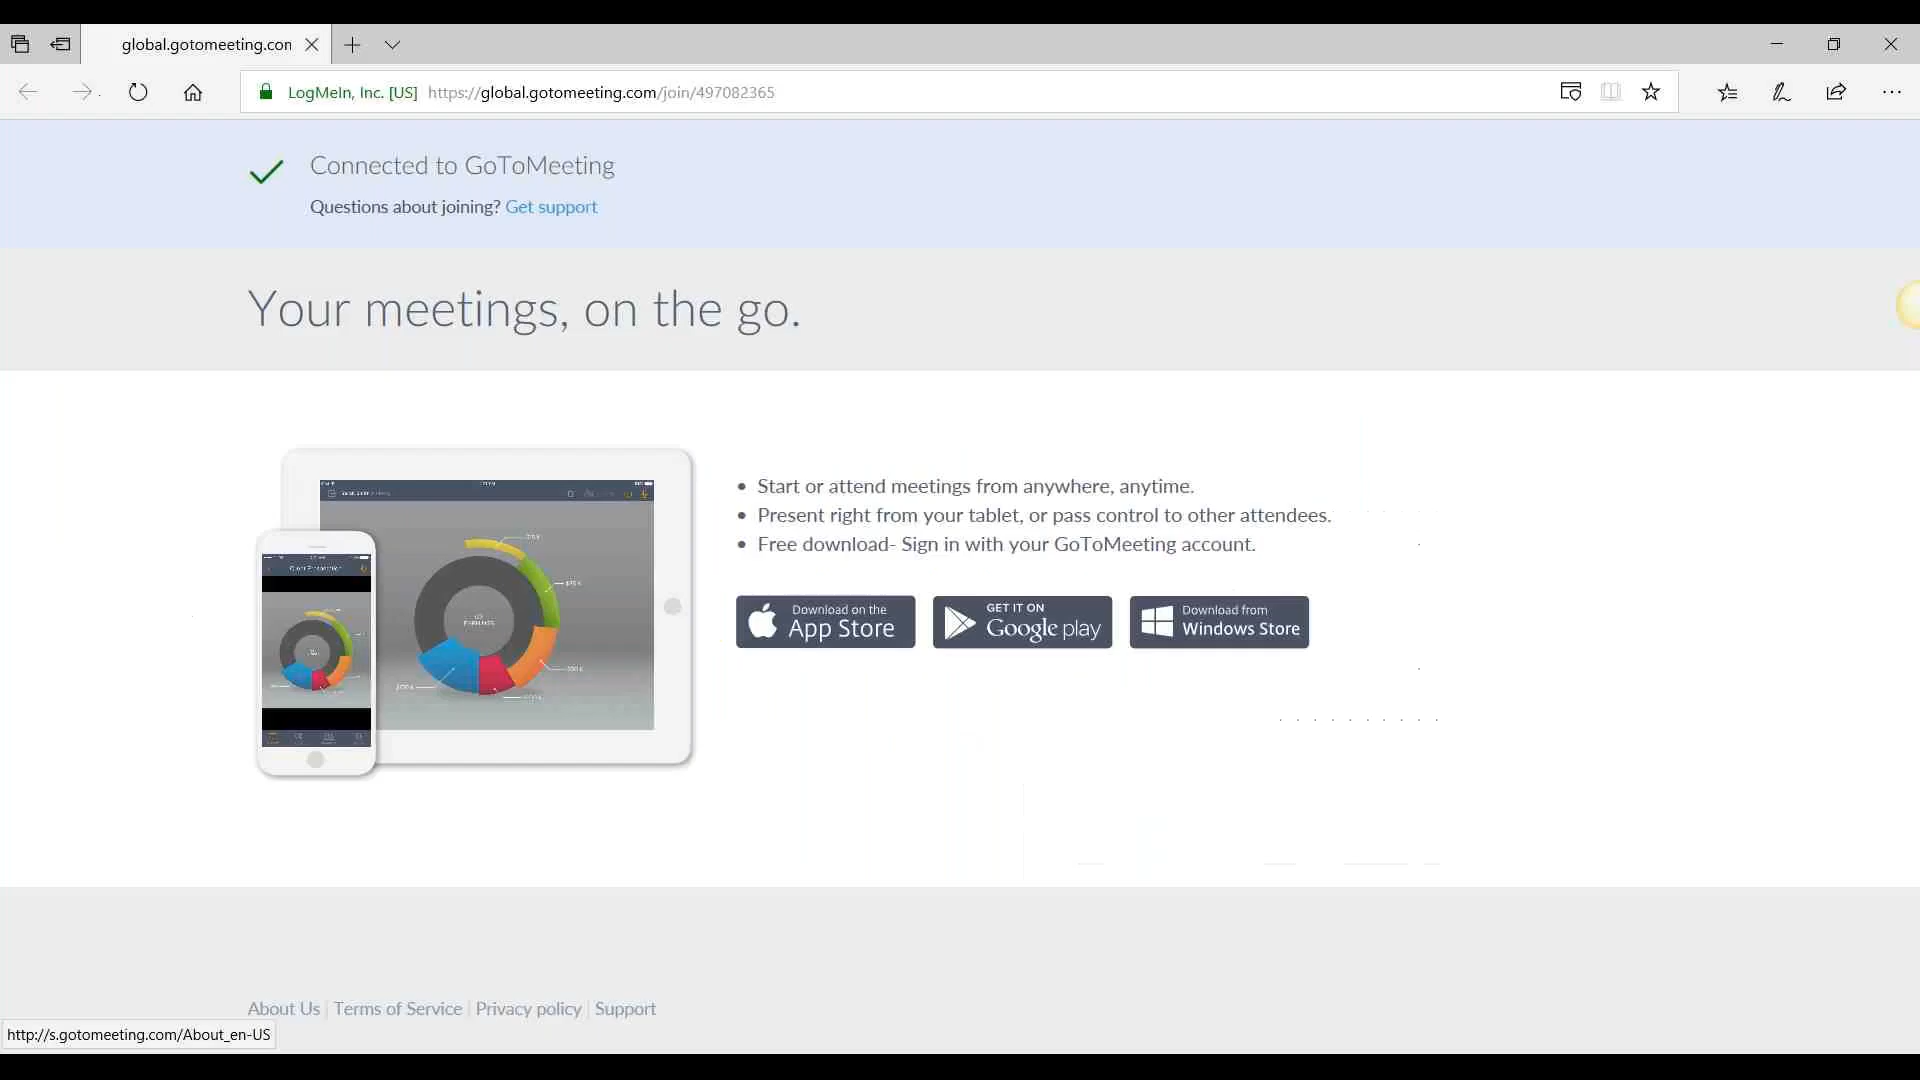 global.gotomeeting.con
LogMeIn, Inc. [US] https://global.gotomeeting.com/join/497082365
Connected to GoToMeeting
Questions about joining? Get support
Your meetings, on the go.
• Start or attend meetings from anywhere, anytime.
• Present right from your tablet, or pass control to other attendees.
• Free download- Sign in with your GoToMeeting account.
Download on the
App Store
GET IT ON
Google play
Download from
Windows Store
About Us | Terms of Service | Privacy policy | Support
http://s.gotomeeting.com/About_en-US